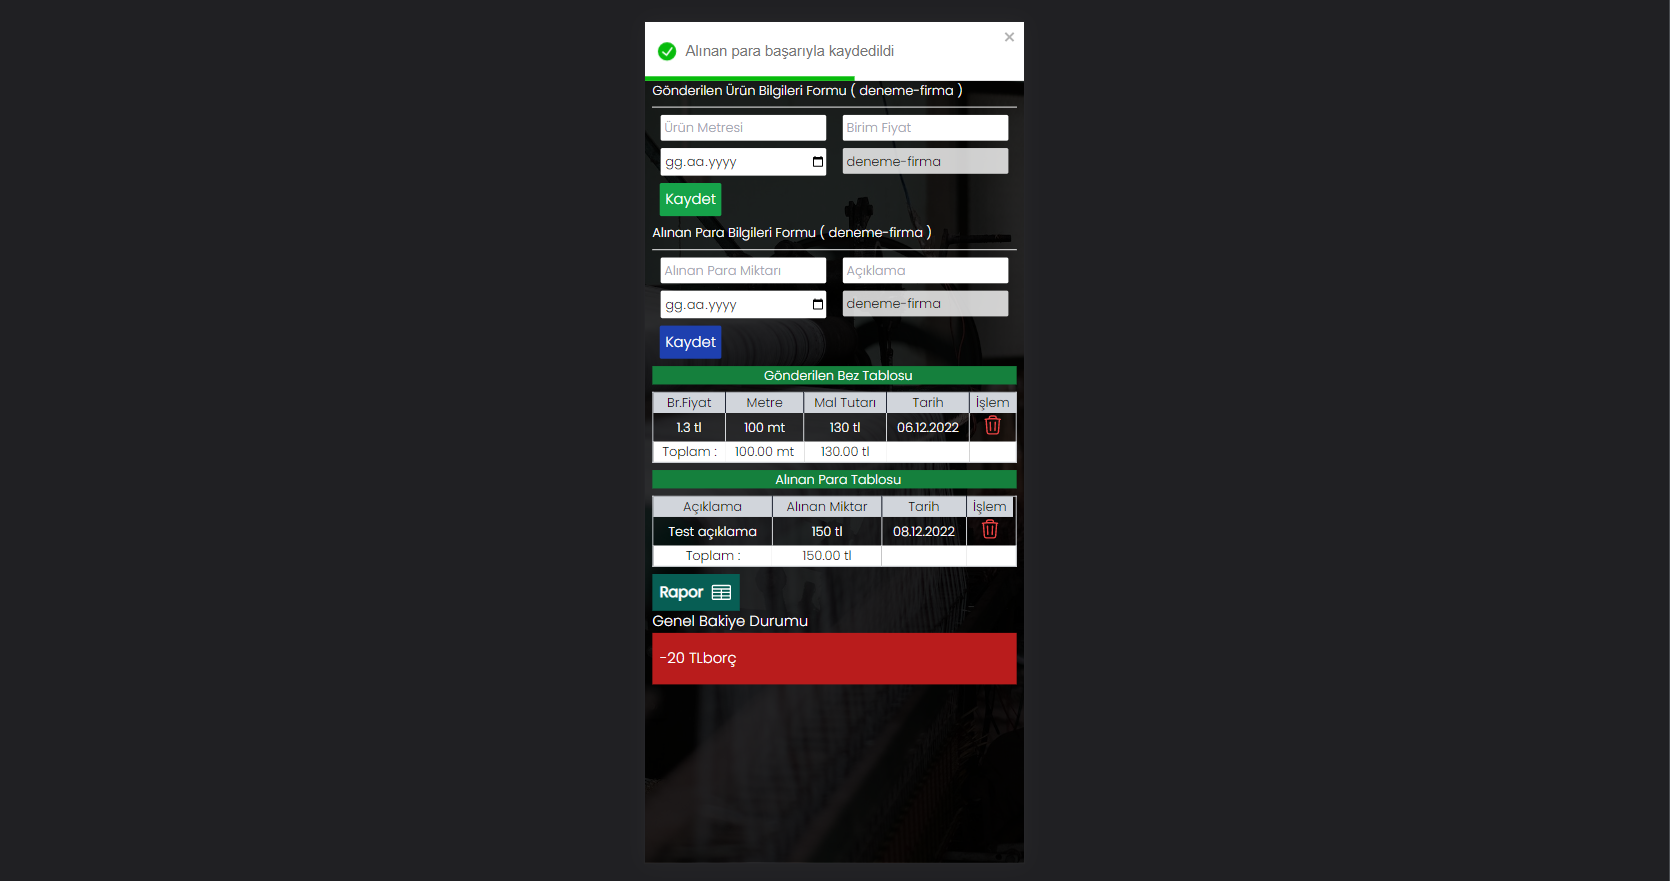 Alınan para başarıyla kaydedildi ×
Gönderilen Ürün Bilgileri Formu ( deneme-firma )
Ürün Metresi Birim Fiyat
gg.aa.yyyy deneme-firma
Kaydet
Alınan Para Bilgileri Formu ( deneme-firma )
Alınan Para Miktarı Açıklama
gg.aa.yyyy deneme-firma
Kaydet
Gönderilen Bez Tablosu
Br.Fiyat Metre Mal Tutarı Tarih İşlem
1.3 tl 100 mt 130 tl 06.12.2022
Toplam : 100.00 mt 130.00 tl
Alınan Para Tablosu
Açıklama Alınan Miktar Tarih İşlem
Test açıklama 150 tl 08.12.2022
Toplam : 150.00 tl
Rapor
Genel Bakiye Durumu
-20 TLborç